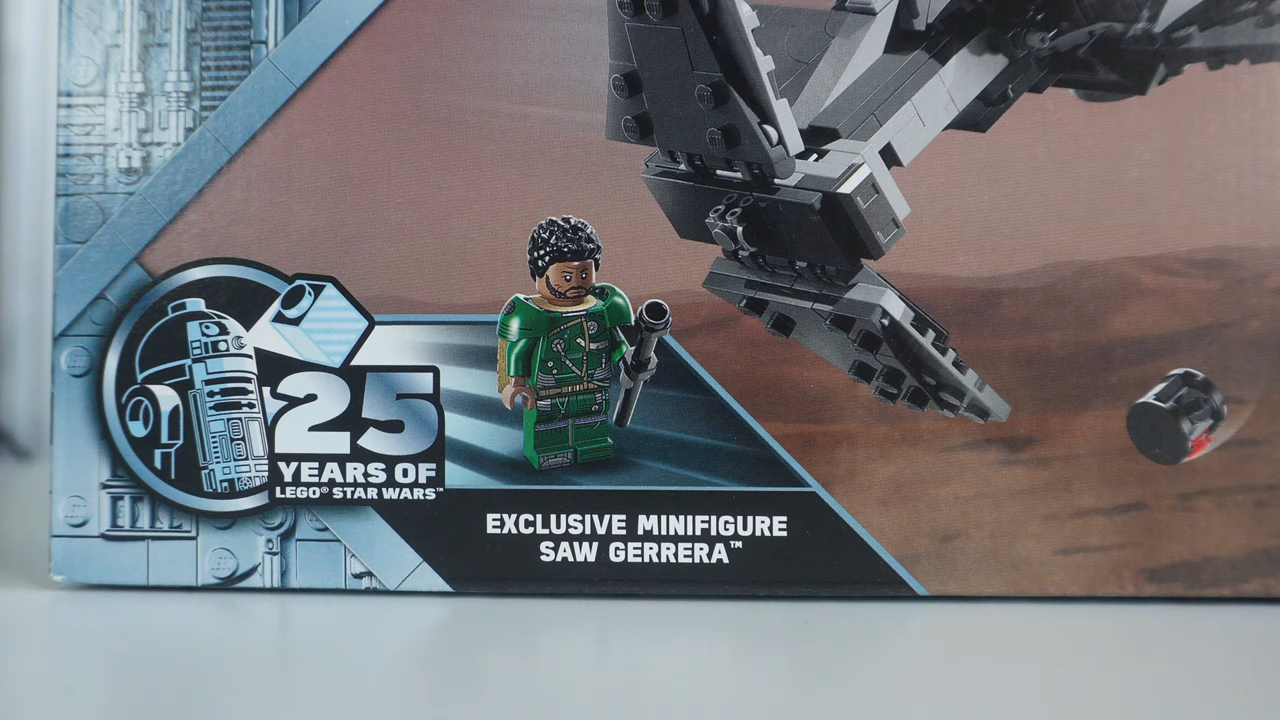 25
YEARS OF
LEGO® STAR WARS™
EXCLUSIVE MINIFIGURE
SAW GERRERA™